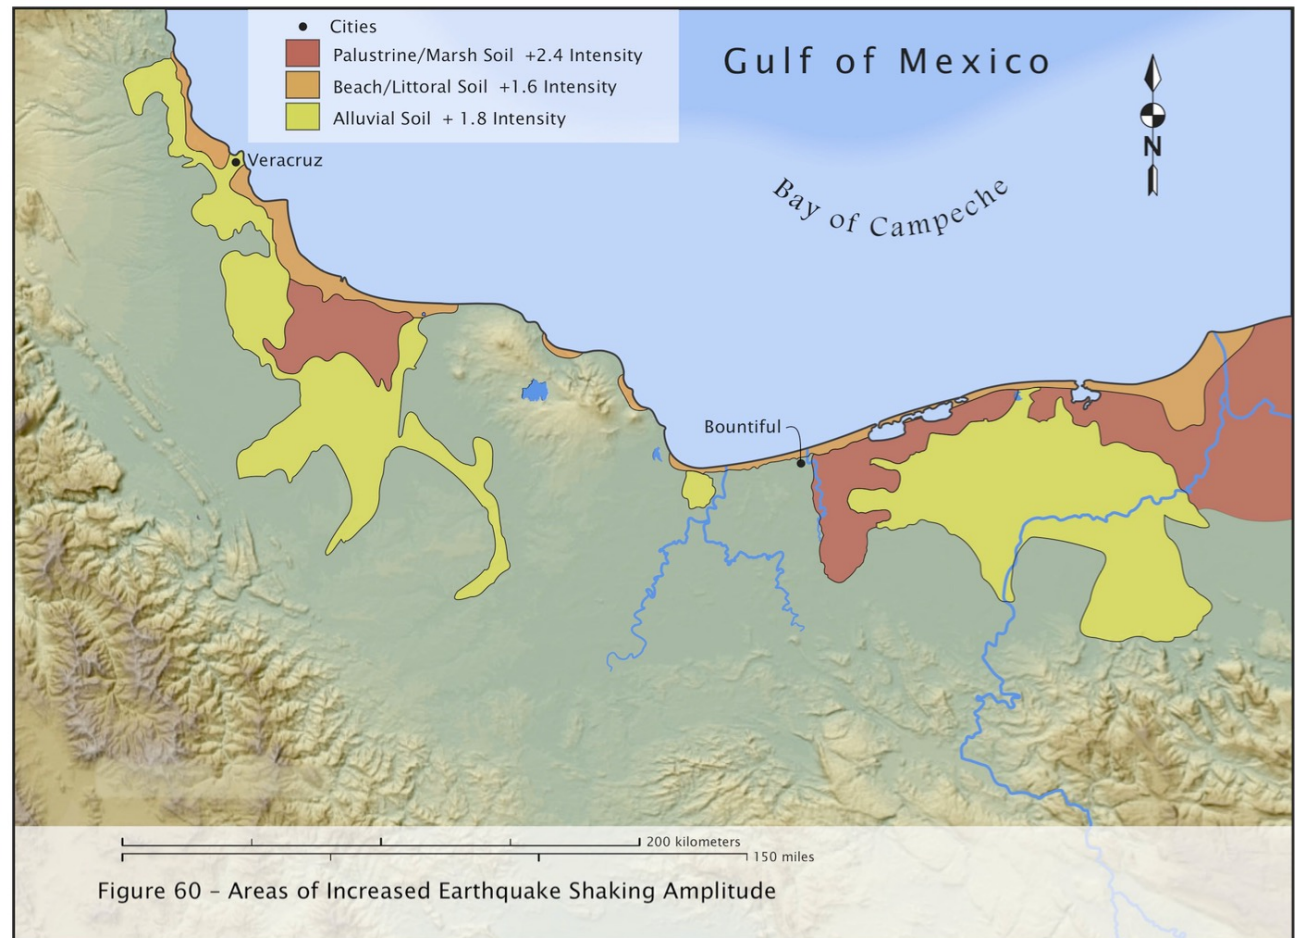 Cities
Palustrine/Marsh Soil +2.4 Intensity
Beach/Littoral Soil +1.6 Intensity
Alluvial Soil + 1.8 Intensity
Gulf of Mexico
N
Veracruz
Bay of Campeche
Bountiful
200 kilometers
150 miles
Figure 60 – Areas of Increased Earthquake Shaking Amplitude